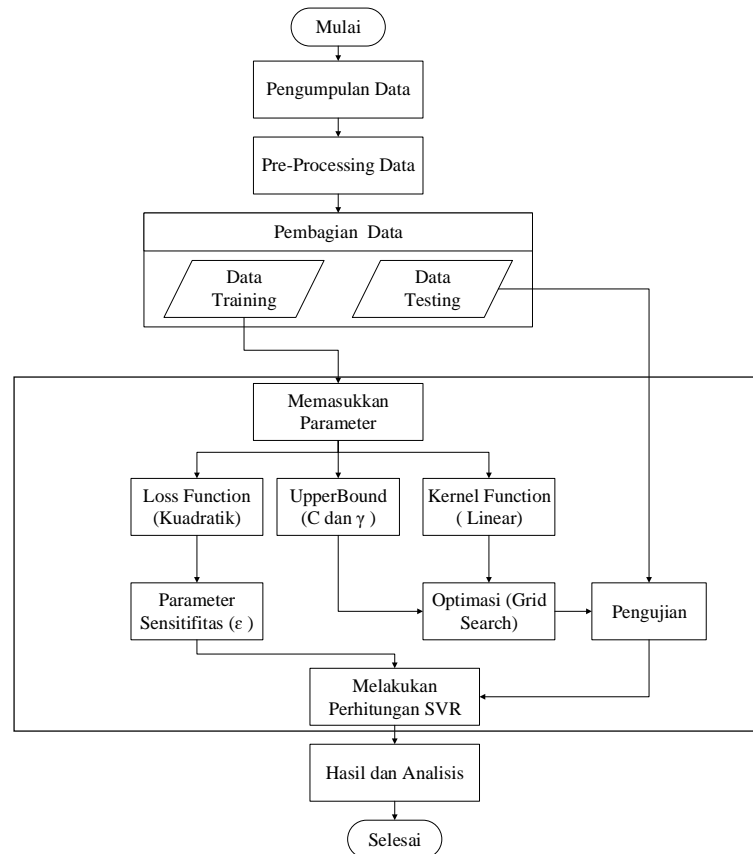 Mulai
Pengumpulan Data
Pre-Processing Data
Pembagian Data
Data
Training
Data
Testing
Memasukkan
Parameter
Loss Function
(Kuadratik)
UpperBound
(C dan γ )
Kernel Function
( Linear)
Parameter
Sensitifitas (ε )
Optimasi (Grid
Search)
Pengujian
Melakukan
Perhitungan SVR
Hasil dan Analisis
Selesai